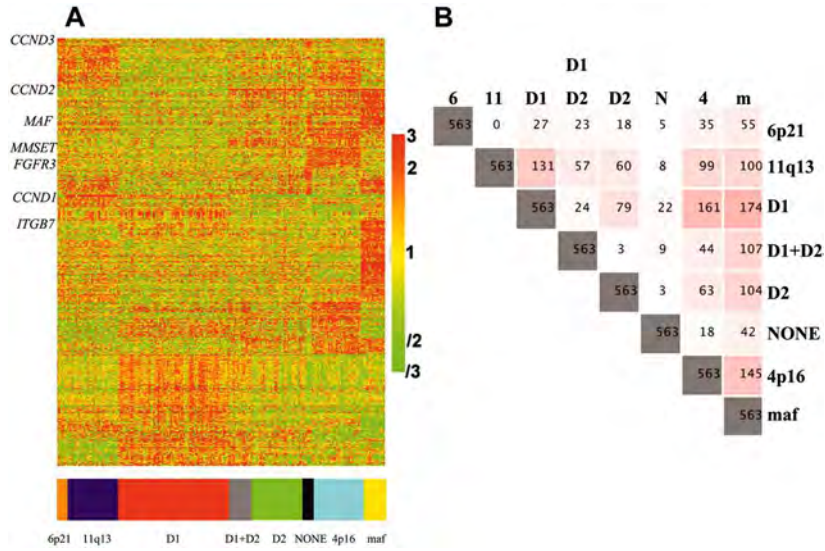 A
CCND3
CCND2
MAF
MMSET
FGFR3
CCND1
ITGB7
3
2
1
/2
/3
6p21 11q13 D1 D1+D2 D2 NONE 4p16 maf
B
D1
6 11 D1 D2 D2 N 4 m
563 0 27 23 18 5 35 55 6p21
563 131 57 60 8 99 100 11q13
563 24 79 22 161 174 D1
563 3 9 44 107 D1+D2
563 3 63 104 D2
563 18 42 NONE
563 145 4p16
563 maf